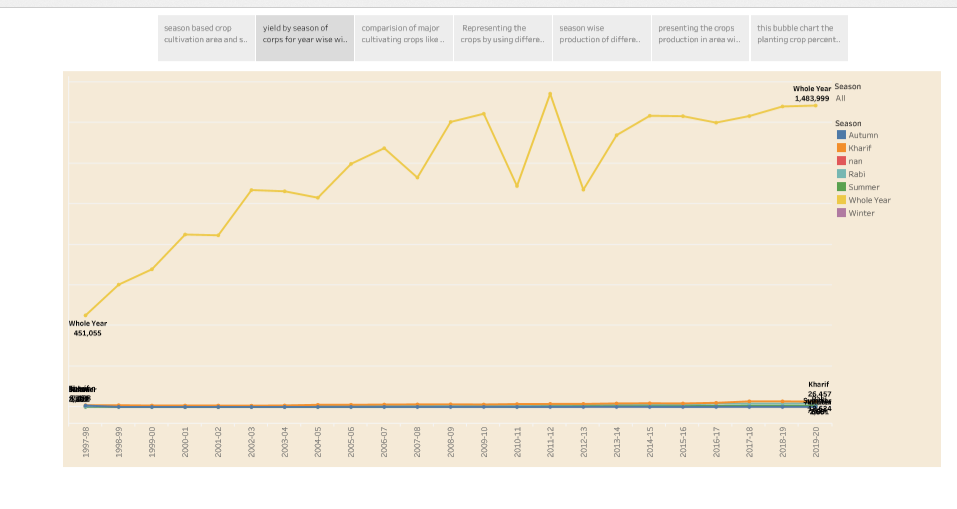 season based crop
cultivation area and s..
yield by season of
corps for year wise wi..
comparision of major
cultivating crops like ..
Representing the
crops by using differe..
season wise
production of differe..
presenting the crops
production in area wi..
this bubble chart the
planting crop percent..
Whole Year
1,483,999
Season
All
Season
Autumn
Kharif
nan
Rabi
Summer
Whole Year
Winter
Whole Year
451,055
Kharif
25,457
1997-98
1998-99
1999-00
2000-01
2001-02
2002-03
2003-04
2004-05
2005-06
2006-07
2007-08
2008-09
2009-10
2010-11
2011-12
2012-13
2013-14
2014-15
2015-16
2016-17
2017-18
2018-19
2019-20